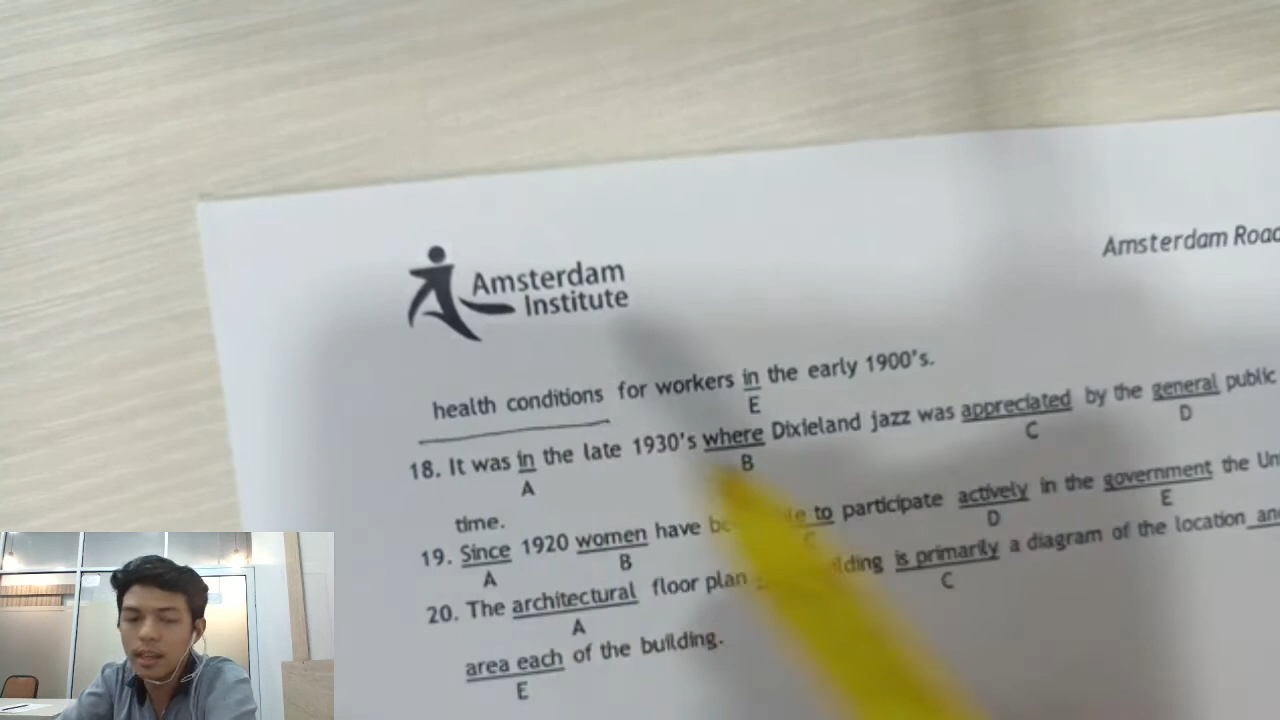 Amsterdam
Institute
Amsterdam Road
health conditions for workers in the early 1900's.
E
18. It was in the late 1930's where Dixieland jazz was appreciated by the general public
A B C D
time.
19. Since 1920 women have to participate actively in the government the
A B C D E
20. The architectural floor plan is primarily a diagram of the location
A C
area each of the building.
E